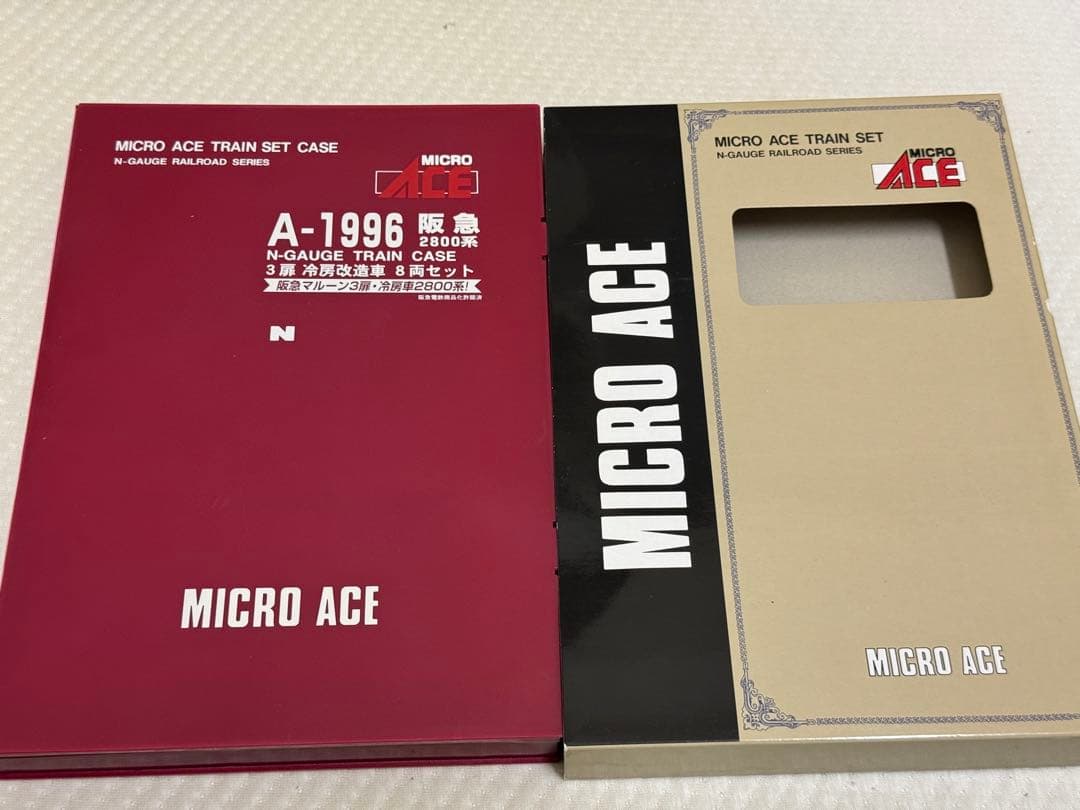 MICRO ACE TRAIN SET CASE
N-GAUGE RAILROAD SERIES
MICRO
ACE
A-1996 阪急
2800系
N-GAUGE TRAIN CASE
3扉 冷房改造車 8両セット
阪急マルーン3扉・冷房車2800系!
阪急電鉄商品化許諾済
N
MICRO ACE
MICRO ACE
MICRO ACE TRAIN SET
N-GAUGE RAILROAD SERIES
MICRO
ACE
MICRO ACE